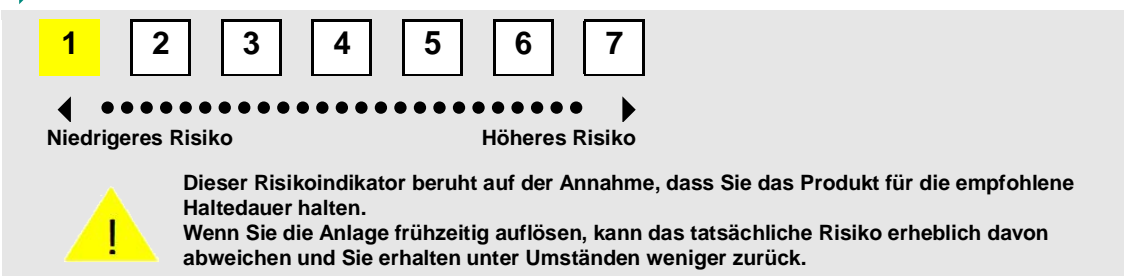 1 2 3 4 5 6 7
Niedrigeres Risiko Höheres Risiko
Dieser Risikoindikator beruht auf der Annahme, dass Sie das Produkt für die empfohlene
Haltedauer halten.
! Wenn Sie die Anlage frühzeitig auflösen, kann das tatsächliche Risiko erheblich davon
abweichen und Sie erhalten unter Umständen weniger zurück.